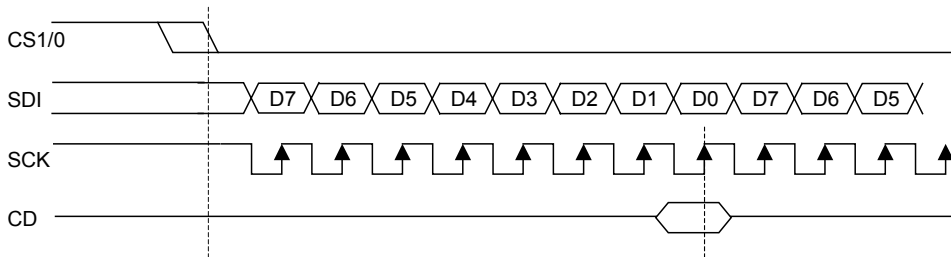 CS1/0
SDI D7 D6 D5 D4 D3 D2 D1 D0 D7 D6 D5
SCK
CD